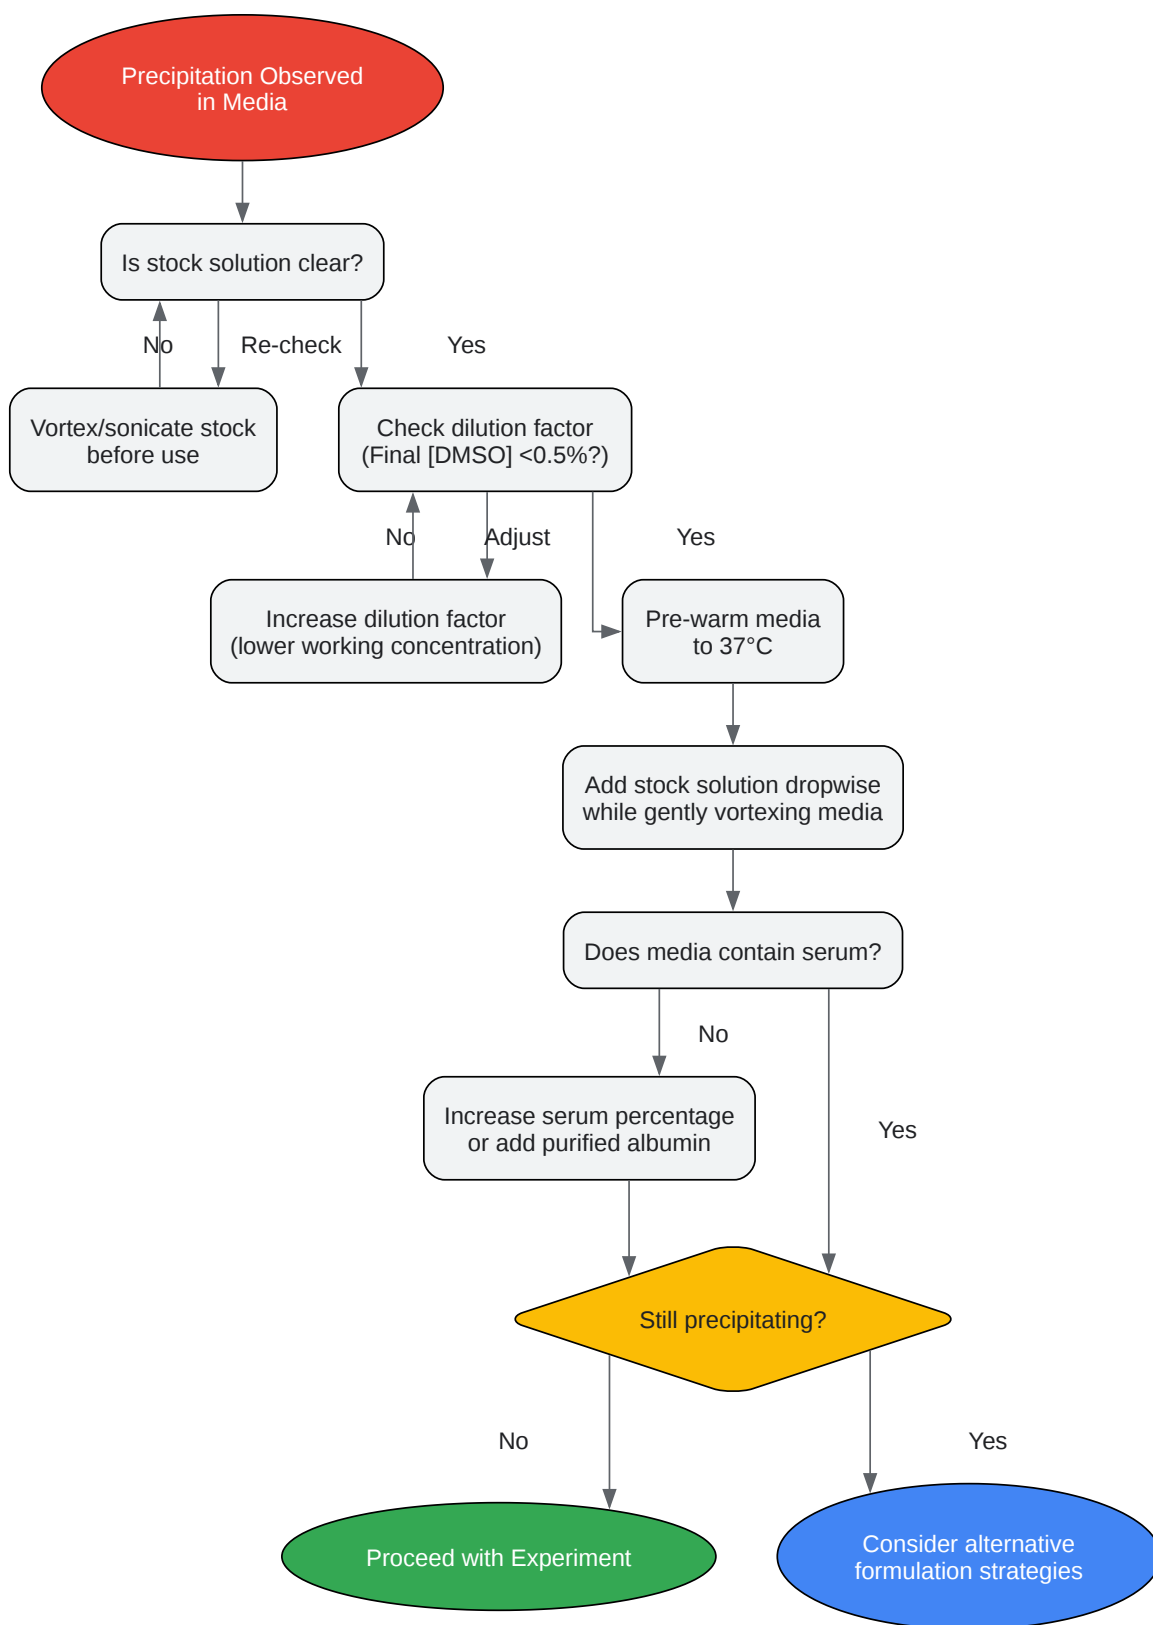 Precipitation Observed
in Media
Is stock solution clear?
No
Re-check
Yes
Vortex/sonicate stock
before use
Check dilution factor
(Final [DMSO] <0.5%?)
No
Adjust
Yes
Increase dilution factor
(lower working concentration)
Pre-warm media
to 37°C
Add stock solution dropwise
while gently vortexing media
Does media contain serum?
No
Increase serum percentage
or add purified albumin
Yes
Still precipitating?
No
Yes
Proceed with Experiment
Consider alternative
formulation strategies